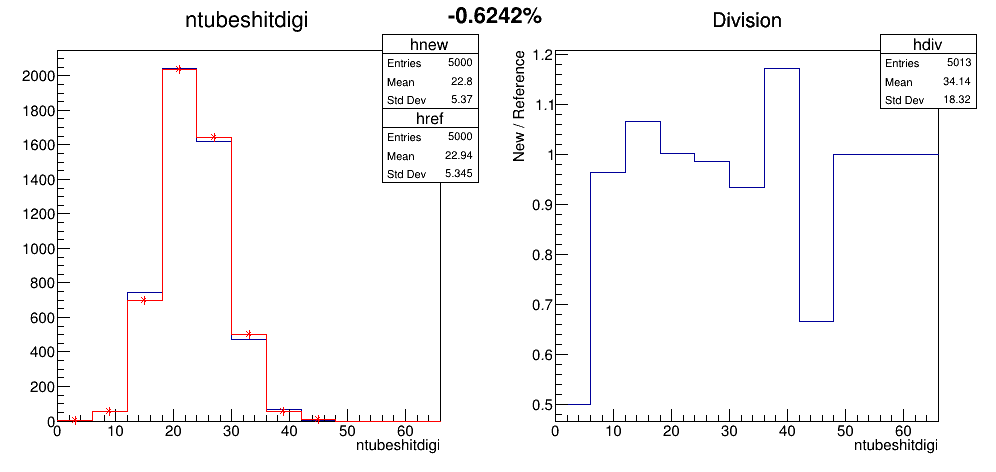 ntubeshitdigi
-0.6242%
Division
hnew
Entries 5000
Mean 22.8
Std Dev 5.37
href
Entries 5000
Mean 22.94
Std Dev 5.345
2000
1800
1600
1400
1200
1000
800
600
400
200
0
0 10 20 30 40 50 60
ntubeshitdigi
hdiv
Entries 5013
Mean 34.14
Std Dev 18.32
New / Reference
1.2
1.1
1
0.9
0.8
0.7
0.6
0.5
0 10 20 30 40 50 60
ntubeshitdigi